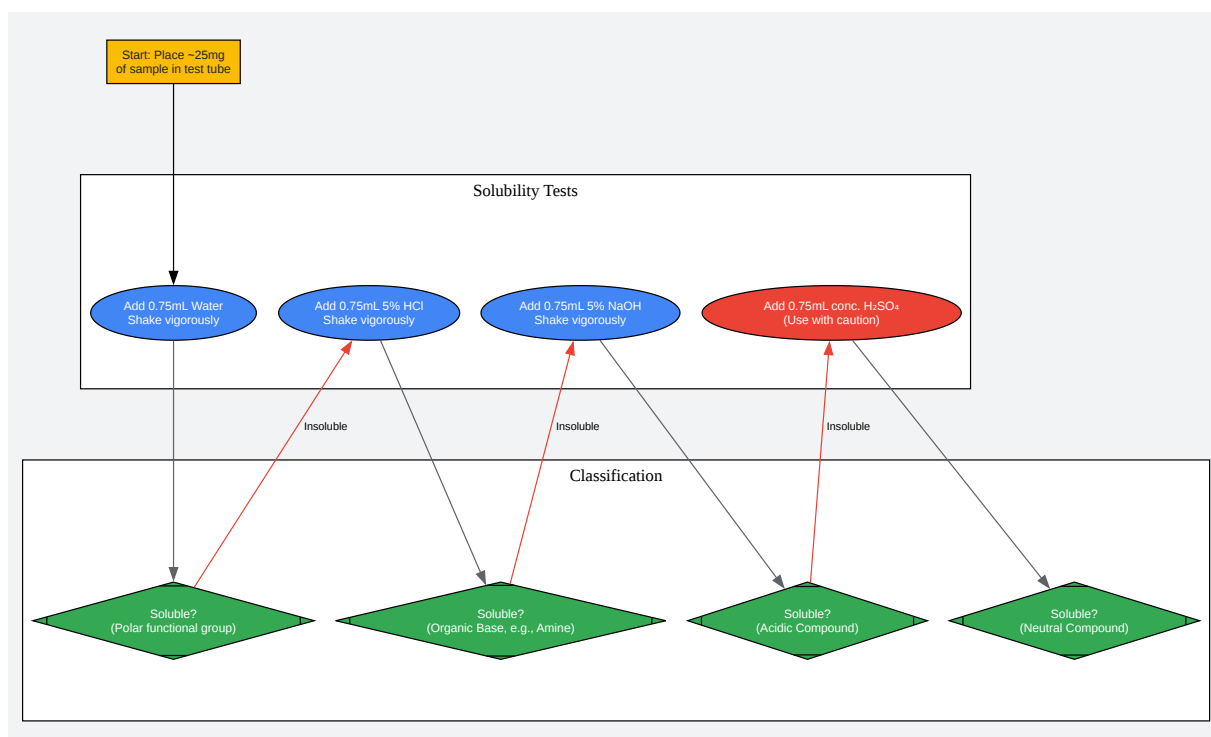 Start: Place ~25mg
of sample in test tube
Solubility Tests
Add 0.75mL Water
Shake vigorously
Add 0.75mL 5% HCl
Shake vigorously
Add 0.75mL 5% NaOH
Shake vigorously
Add 0.75mL conc. H₂SO₄
(Use with caution)
Insoluble
Insoluble
Insoluble
Classification
Soluble?
(Polar functional group)
Soluble?
(Organic Base, e.g., Amine)
Soluble?
(Acidic Compound)
Soluble?
(Neutral Compound)